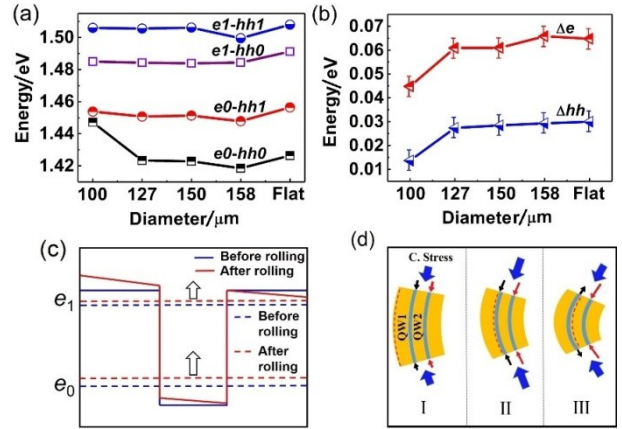 (a)
Energy/eV
1.50
1.48
1.46
1.44
1.42
e1-hh1
e1-hh0
e0-hh1
e0-hh0
100 127 150 158 Flat
Diameter/μm
(b)
Energy/eV
0.07
0.06
0.05
0.04
0.03
0.02
0.01
Δe
Δhh
100 127 150 158 Flat
Diameter/μm
(c)
Before rolling
After rolling
e1
Before
rolling
After
rolling
e0
(d)
C. Stress
QW1
QW2
I II III